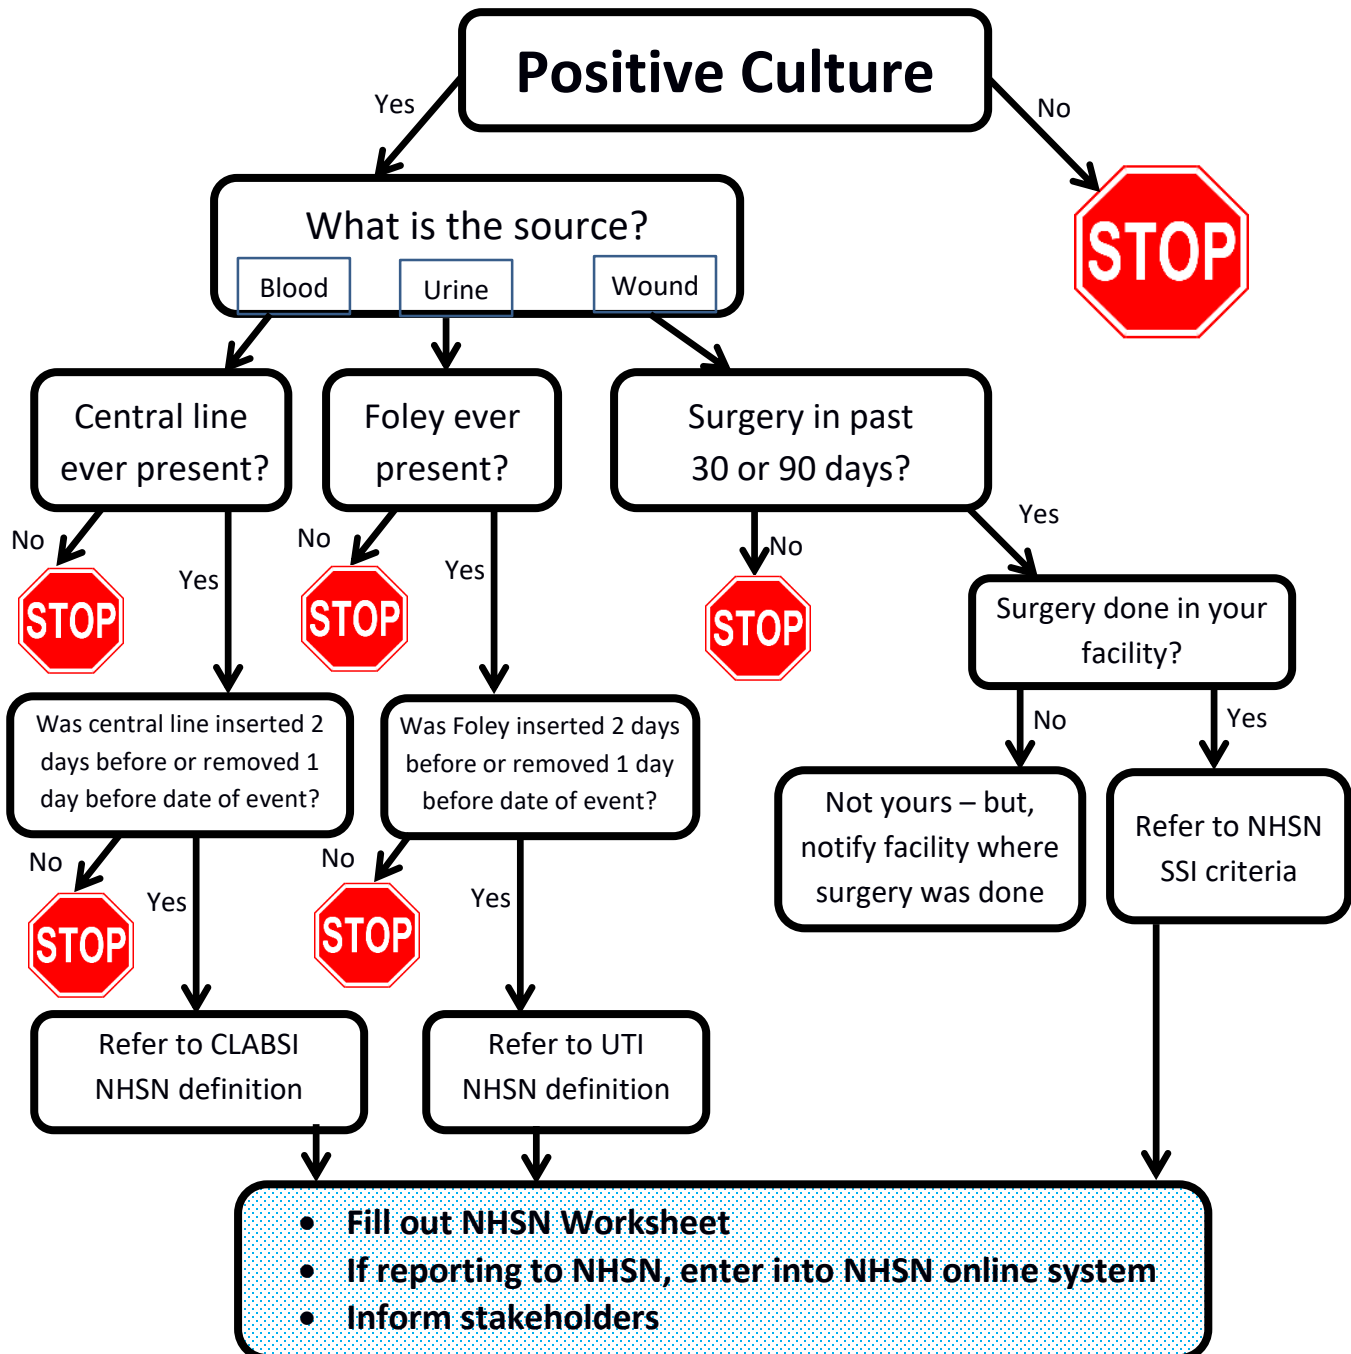 Positive Culture
Yes
No
STOP
What is the source?
Blood
Urine
Wound
Central line
ever present?
Foley ever
present?
Surgery in past
30 or 90 days?
No
STOP
Yes
No
STOP
Yes
No
STOP
Yes
Surgery done in your
facility?
Was central line inserted 2
days before or removed 1
day before date of event?
Was Foley inserted 2 days
before or removed 1 day
before date of event?
No
Yes
Not yours – but,
notify facility where
surgery was done
Refer to NHSN
SSI criteria
No
STOP
Yes
No
STOP
Yes
Refer to CLABSI
NHSN definition
Refer to UTI
NHSN definition
• Fill out NHSN Worksheet
• If reporting to NHSN, enter into NHSN online system
• Inform stakeholders